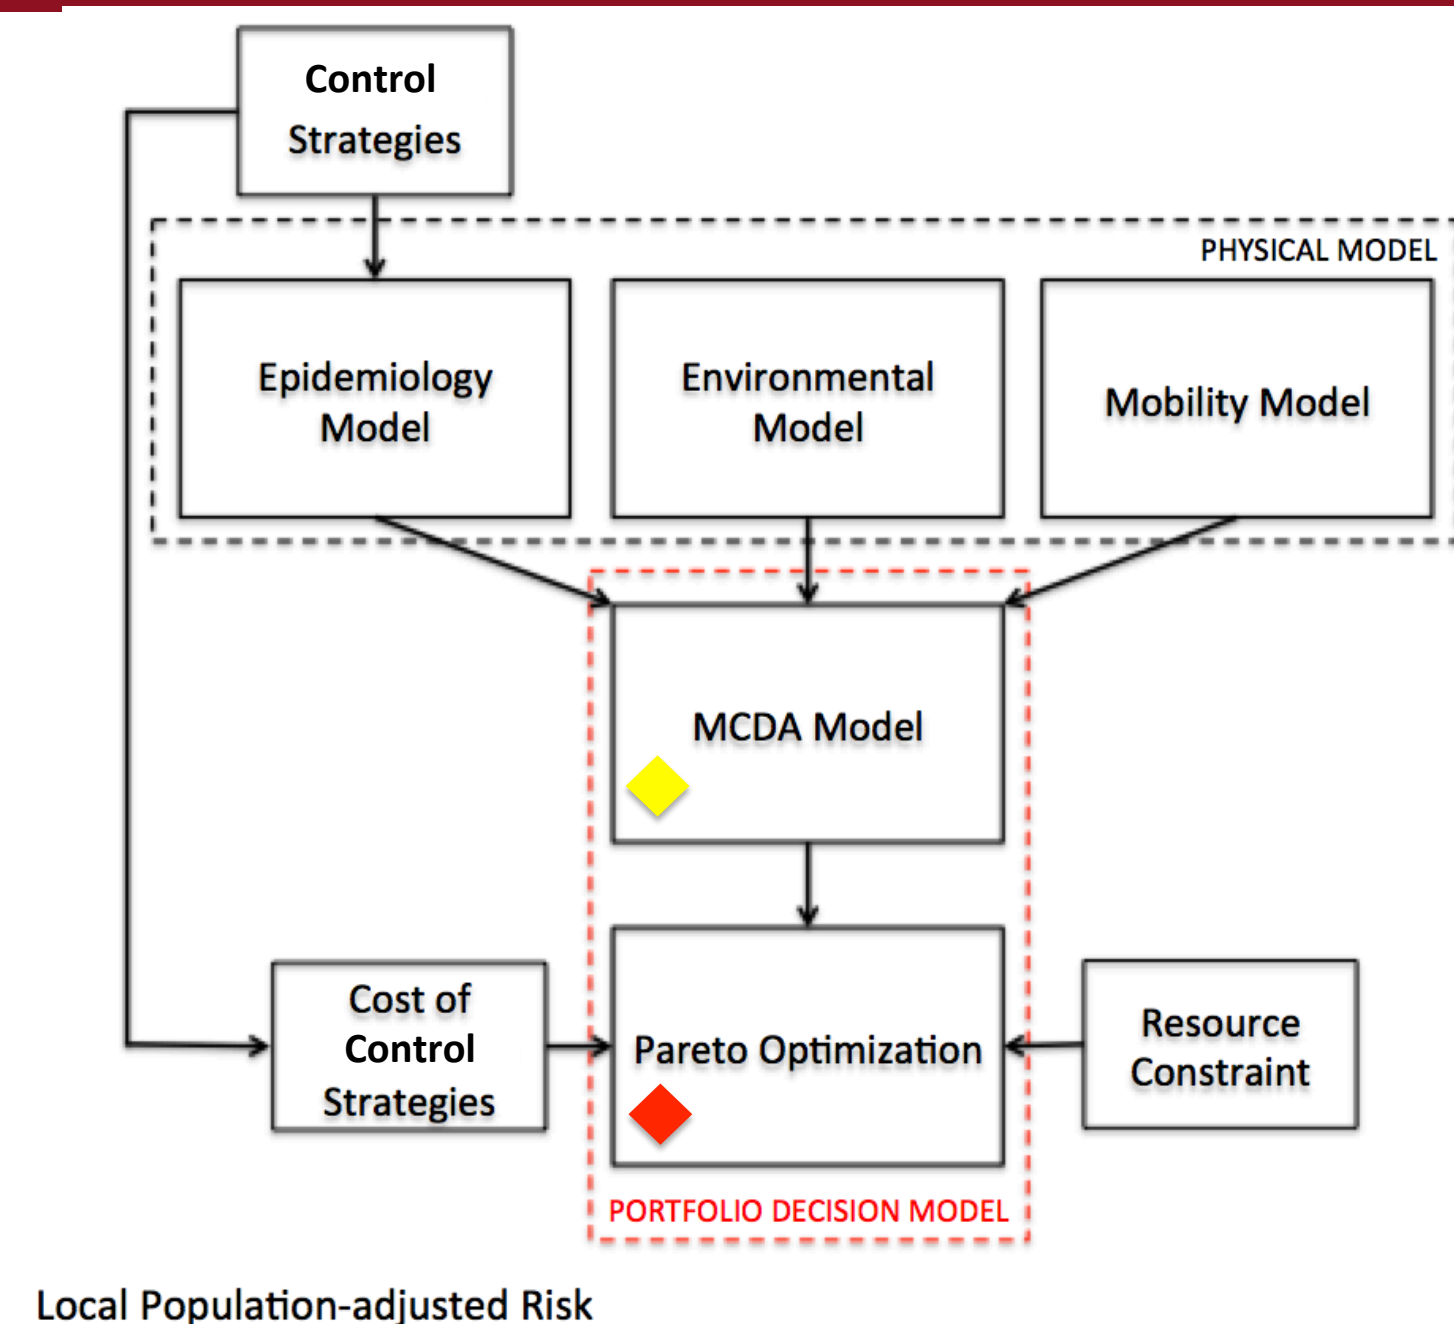 Control
Strategies
PHYSICAL MODEL
Epidemiology
Model
Environmental
Model
Mobility Model
MCDA Model
Cost of
Control
Strategies
Pareto Optimization
Resource
Constraint
PORTFOLIO DECISION MODEL
Local Population-adjusted Risk